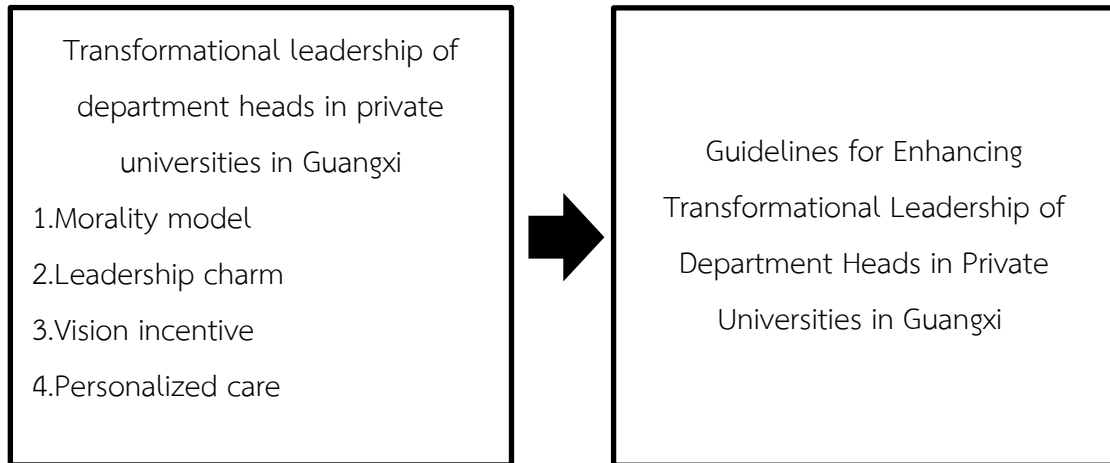 Transformational leadership of
department heads in private
universities in Guangxi
1.Morality model
2.Leadership charm
3.Vision incentive
4.Personalized care
Guidelines for Enhancing
Transformational Leadership of
Department Heads in Private
Universities in Guangxi